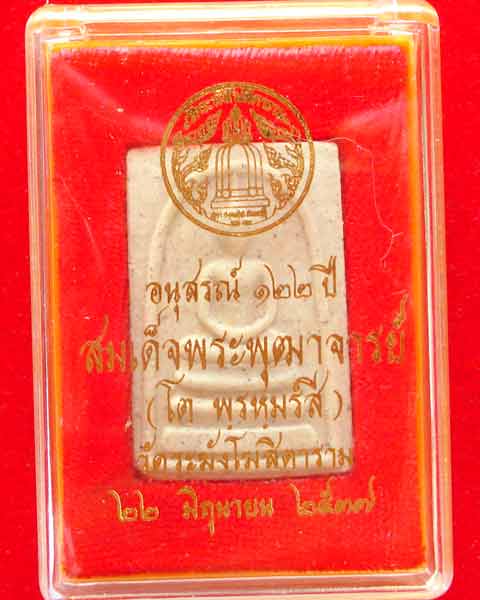 อนุสรณ์ ๑๒๒ ปี
สมเด็จพระพุฒาจารย์
(โต พรหมรํสี)
วัดระฆังโฆสิตาราม
๒๒ มิถุนายน ๒๕๓๗